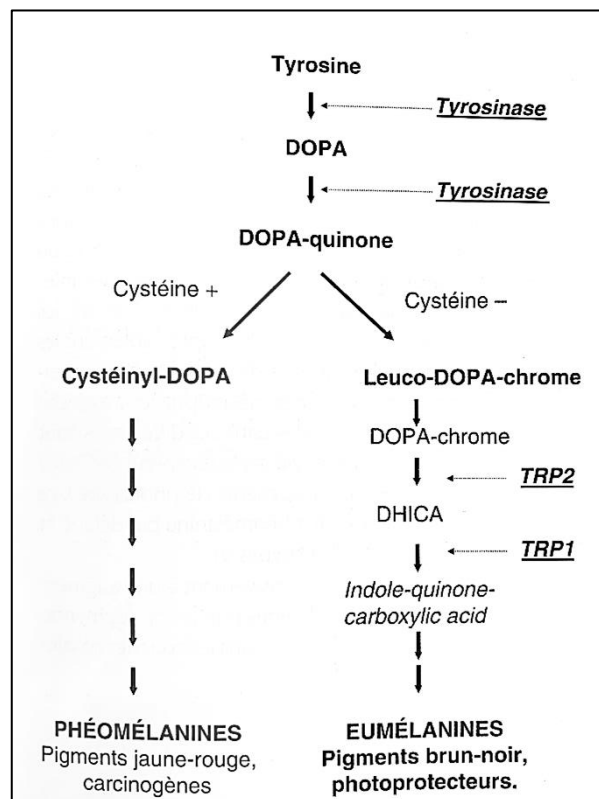 Tyrosine
Tyrosinase
DOPA
Tyrosinase
DOPA-quinone
Cystéine +
Cystéine –
Cystéinyl-DOPA
Leuco-DOPA-chrome
DOPA-chrome
TRP2
DHICA
TRP1
Indole-quinone-
carboxylic acid
PHÉOMÉLANINES
Pigments jaune-rouge,
carcinogènes
EUMÉLANINES
Pigments brun-noir,
photoprotecteurs.